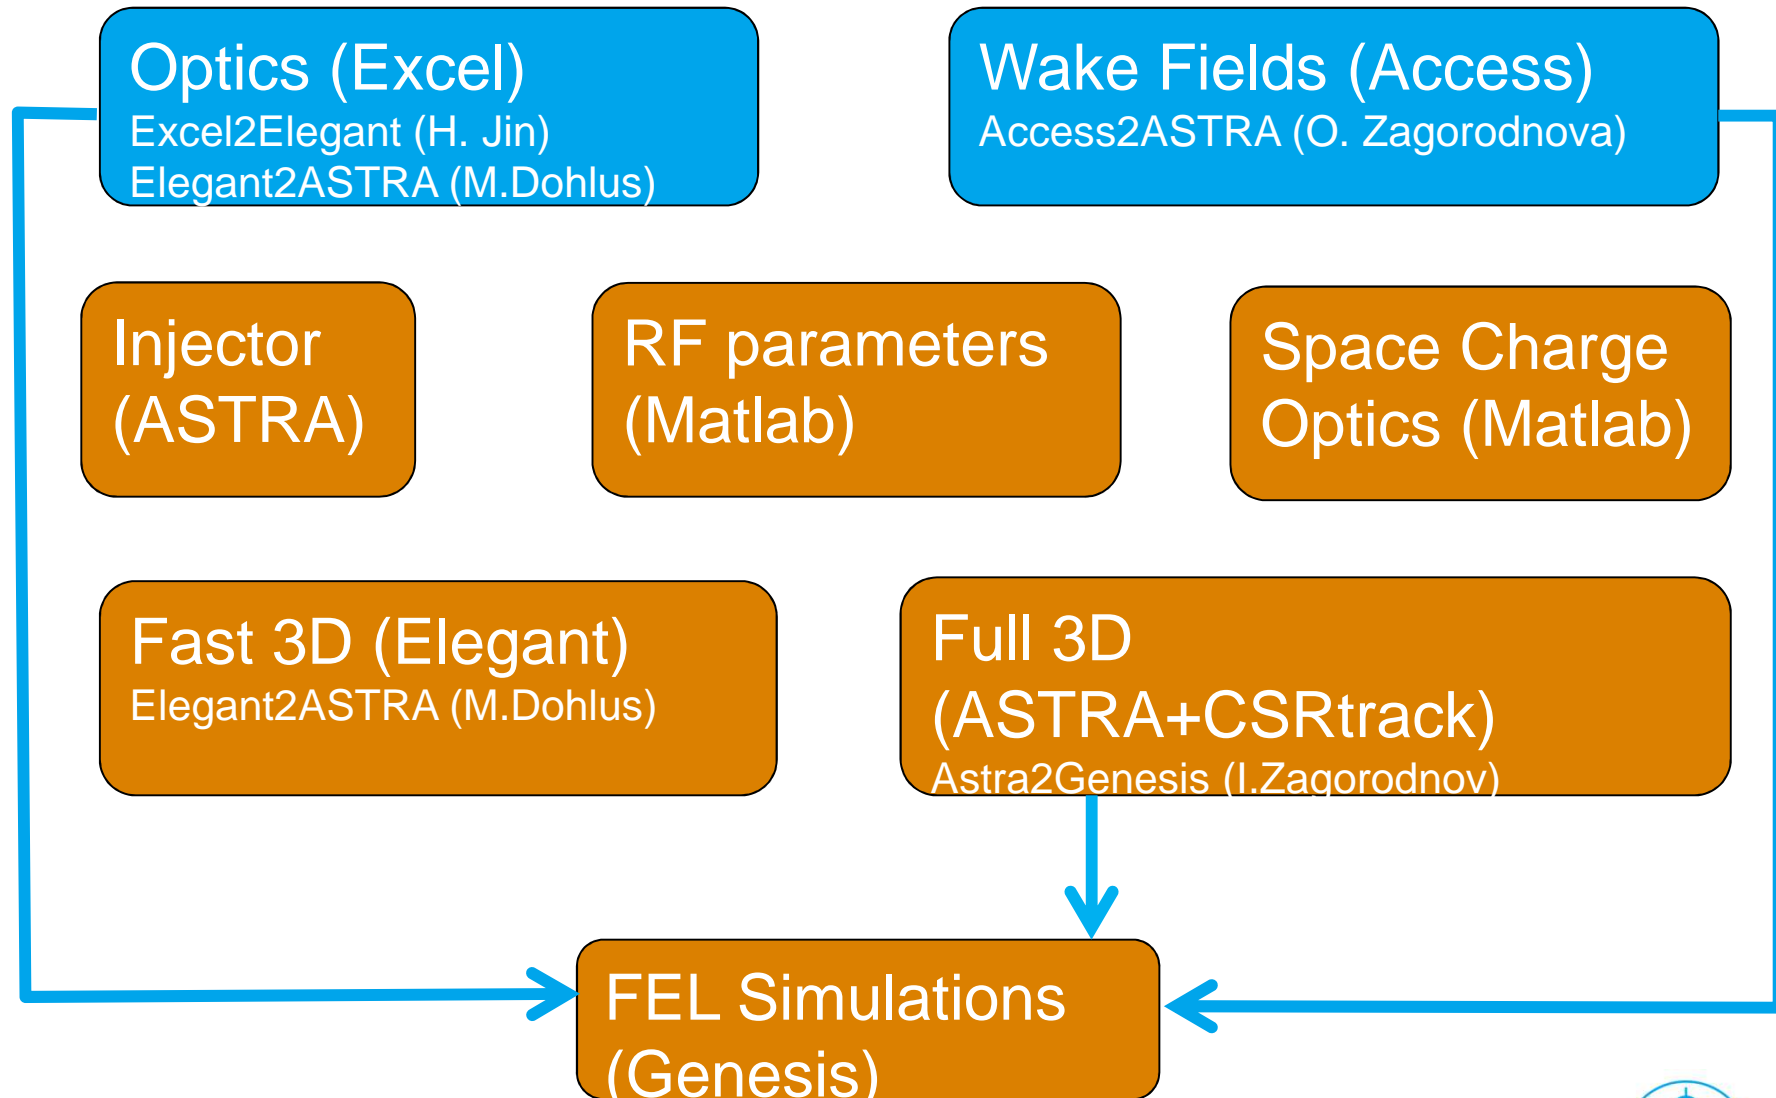 Optics (Excel)
Excel2Elegant (H. Jin)
Elegant2ASTRA (M.Dohlus)
Wake Fields (Access)
Access2ASTRA (O. Zagorodnova)
Injector
(ASTRA)
RF parameters
(Matlab)
Space Charge
Optics (Matlab)
Fast 3D (Elegant)
Elegant2ASTRA (M.Dohlus)
Full 3D
(ASTRA+CSRtrack)
Astra2Genesis (I.Zagorodnov)
FEL Simulations
(Genesis)